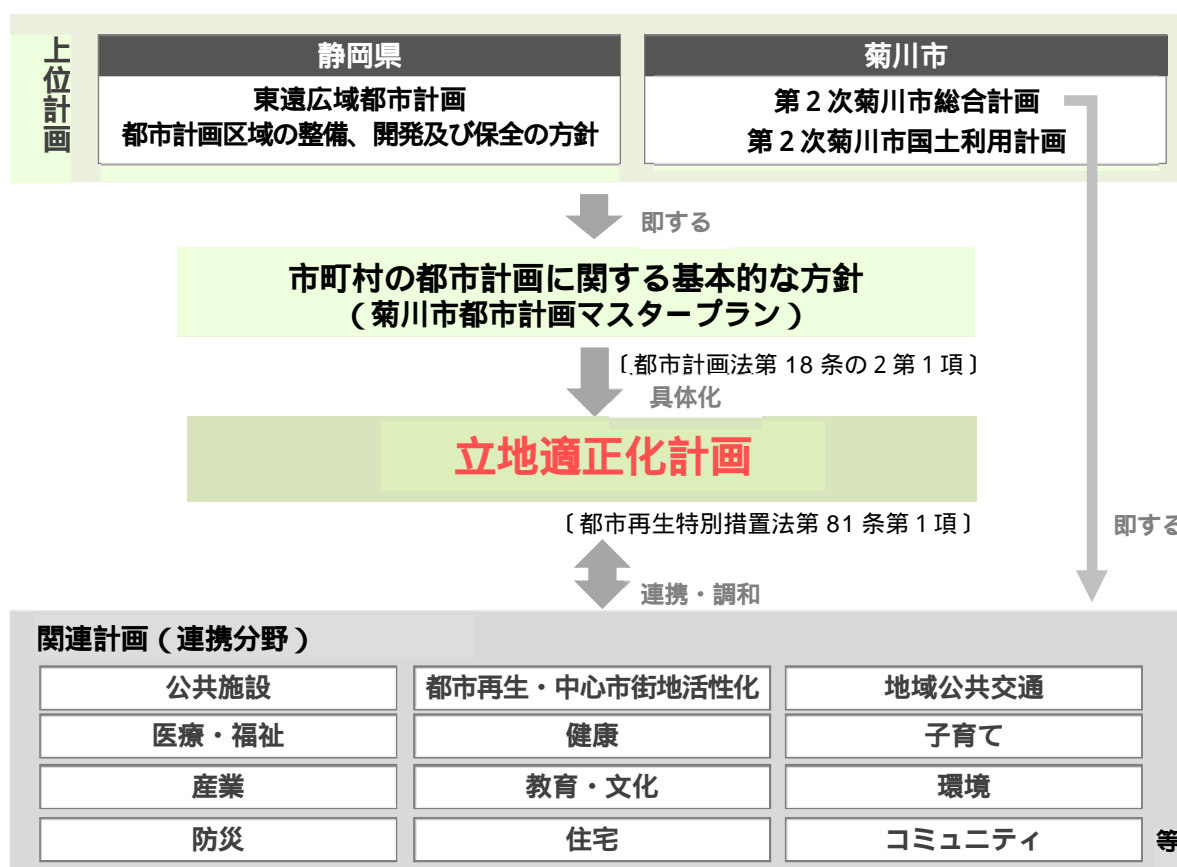 上位計画
静岡県
東遠広域都市計画
都市計画区域の整備、開発及び保全の方針
菊川市
第2次菊川市総合計画
第2次菊川市国土利用計画
即する
市町村の都市計画に関する基本的な方針
(菊川市都市計画マスタープラン)
〔都市計画法第18条の2第1項〕
具体化
立地適正化計画
〔都市再生特別措置法第81条第1項〕
即する
連携・調和
関連計画(連携分野)
公共施設
都市再生・中心市街地活性化
地域公共交通
医療・福祉
健康
子育て
産業
教育・文化
環境
防災
住宅
コミュニティ
等